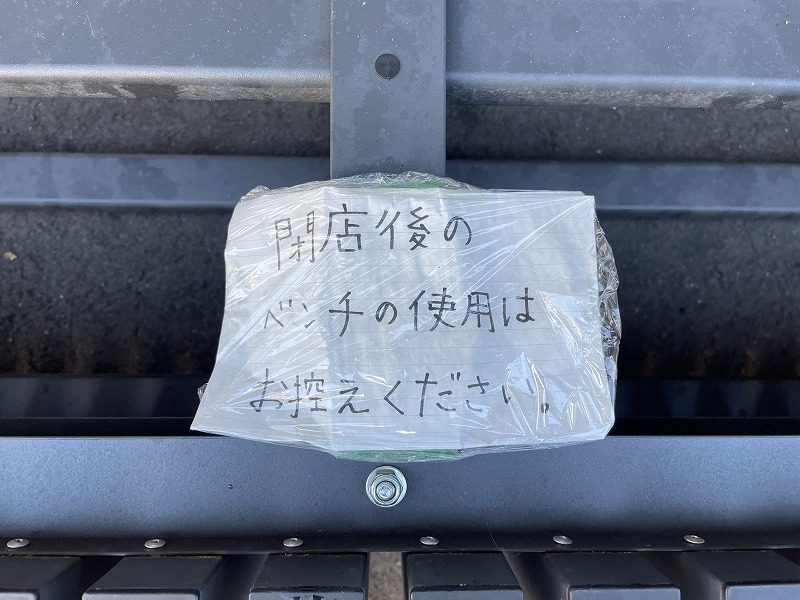 閉店後の
ベンチの使用は
お控えください。